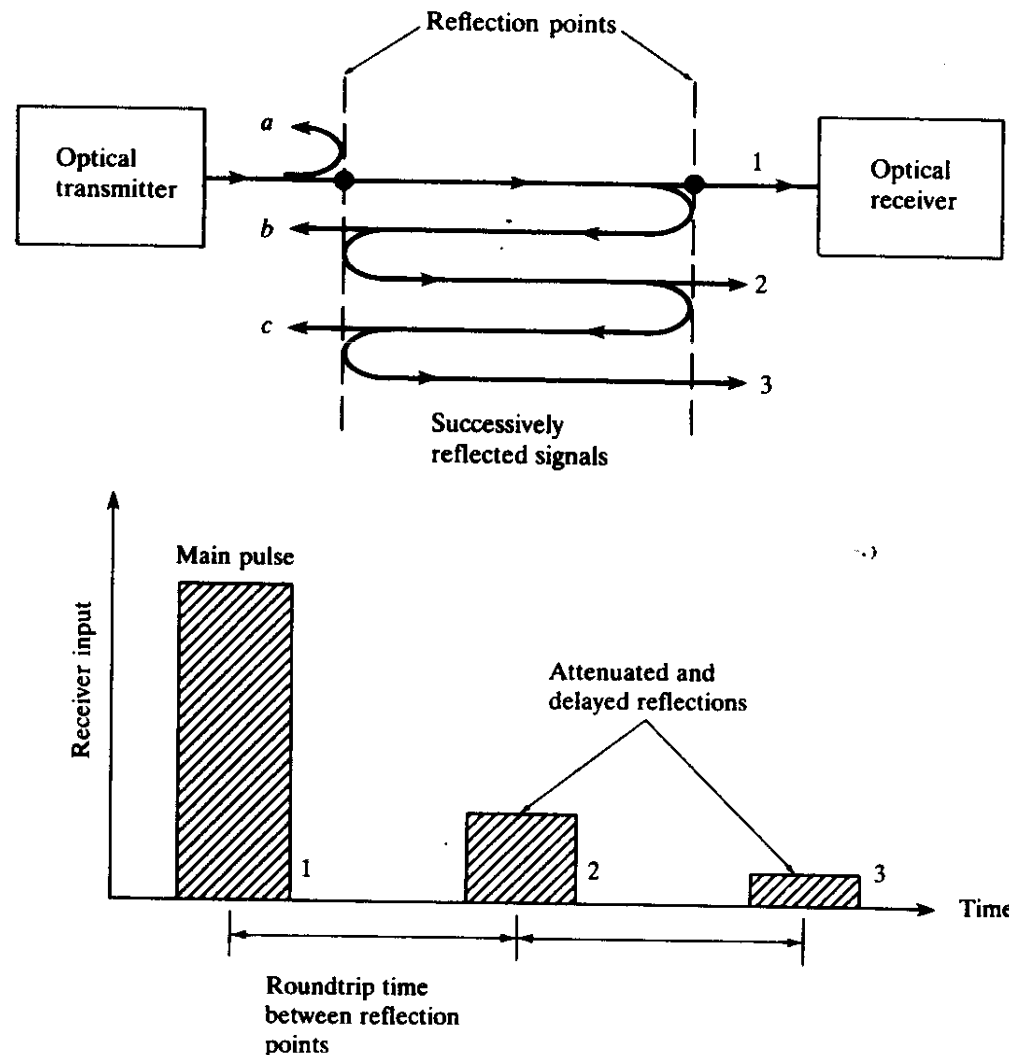 Reflection points
Optical
transmitter
a
1
Optical
receiver
b
2
c
3
Successively
reflected signals
Main pulse
Receiver input
Attenuated and
delayed reflections
1
2
3
Time
Roundtrip time
between reflection
points